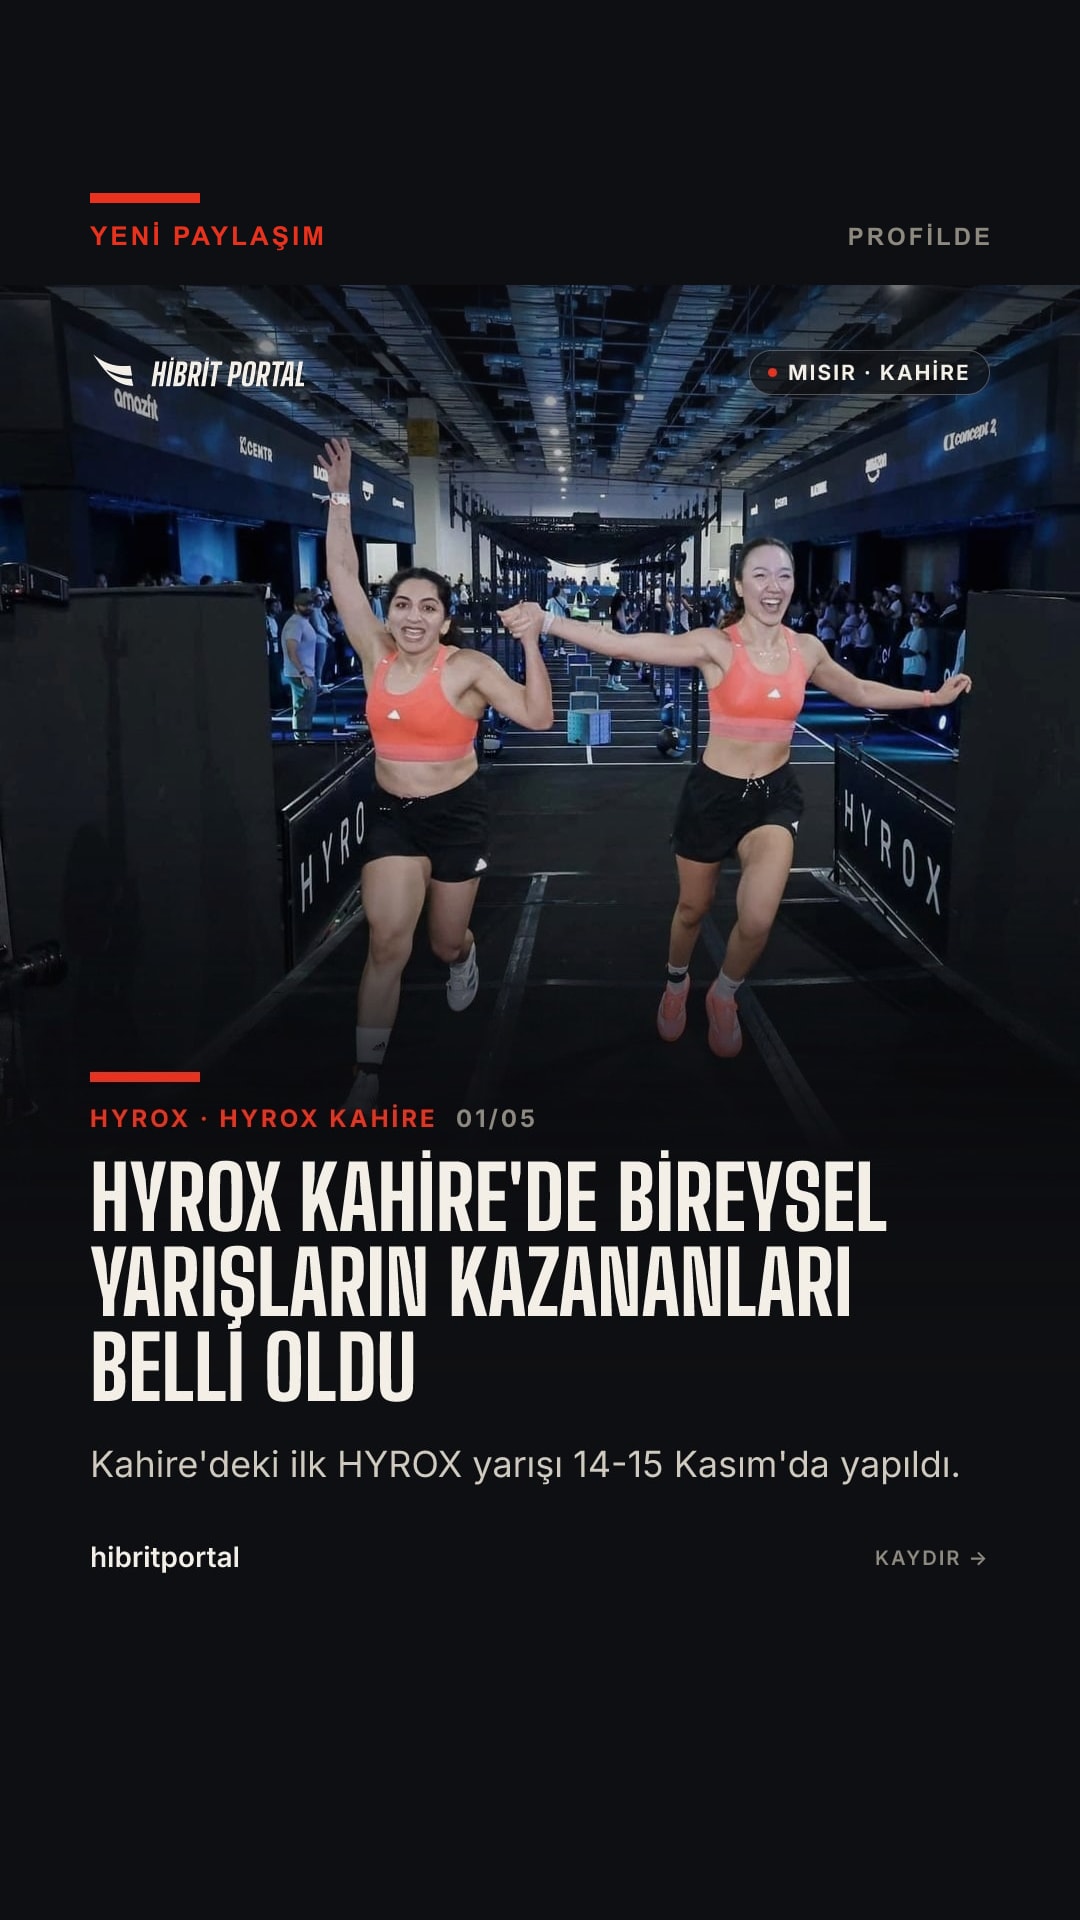 YENİ PAYLAŞIM
PROFİLDE
HİBRİT PORTAL
MISIR · KAHİRE
amazfit
CENTR
concept 2
amazon
HYRO
HYROX
HYROX · HYROX KAHİRE 01/05
HYROX KAHİRE'DE BİREYSEL
YARIŞLARIN KAZANANLARI
BELLİ OLDU
Kahire'deki ilk HYROX yarışı 14-15 Kasım'da yapıldı.
hibritportal
KAYDIR →